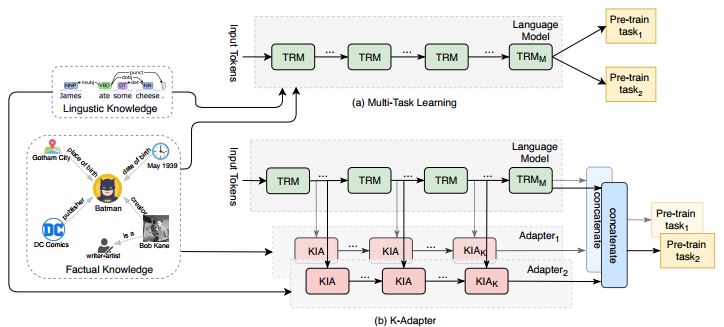 Input Tokens
TRM
...
TRM
...
TRM
...
TRM_M
Language
Model
Pre-train
task_1
Pre-train
task_2
(a) Multi-Task Learning
NNP
nsubj
VBD
dobj
punct
DT
det
NN
.
James ate some cheese .
Lingustic Knowledge
Gotham City
place of birth
date of birth
May 1939
Batman
publisher
creator
DC
DC Comics
is a
Bob Kane
writer-artist
Factual Knowledge
Input Tokens
TRM
...
TRM
...
TRM
...
TRM_M
Language
Model
KIA
...
KIA
...
KIA_K
Adapter_1
KIA
...
KIA
...
KIA_K
Adapter_2
concatenate
concatenate
Pre-train
task_1
Pre-train
task_2
(b) K-Adapter